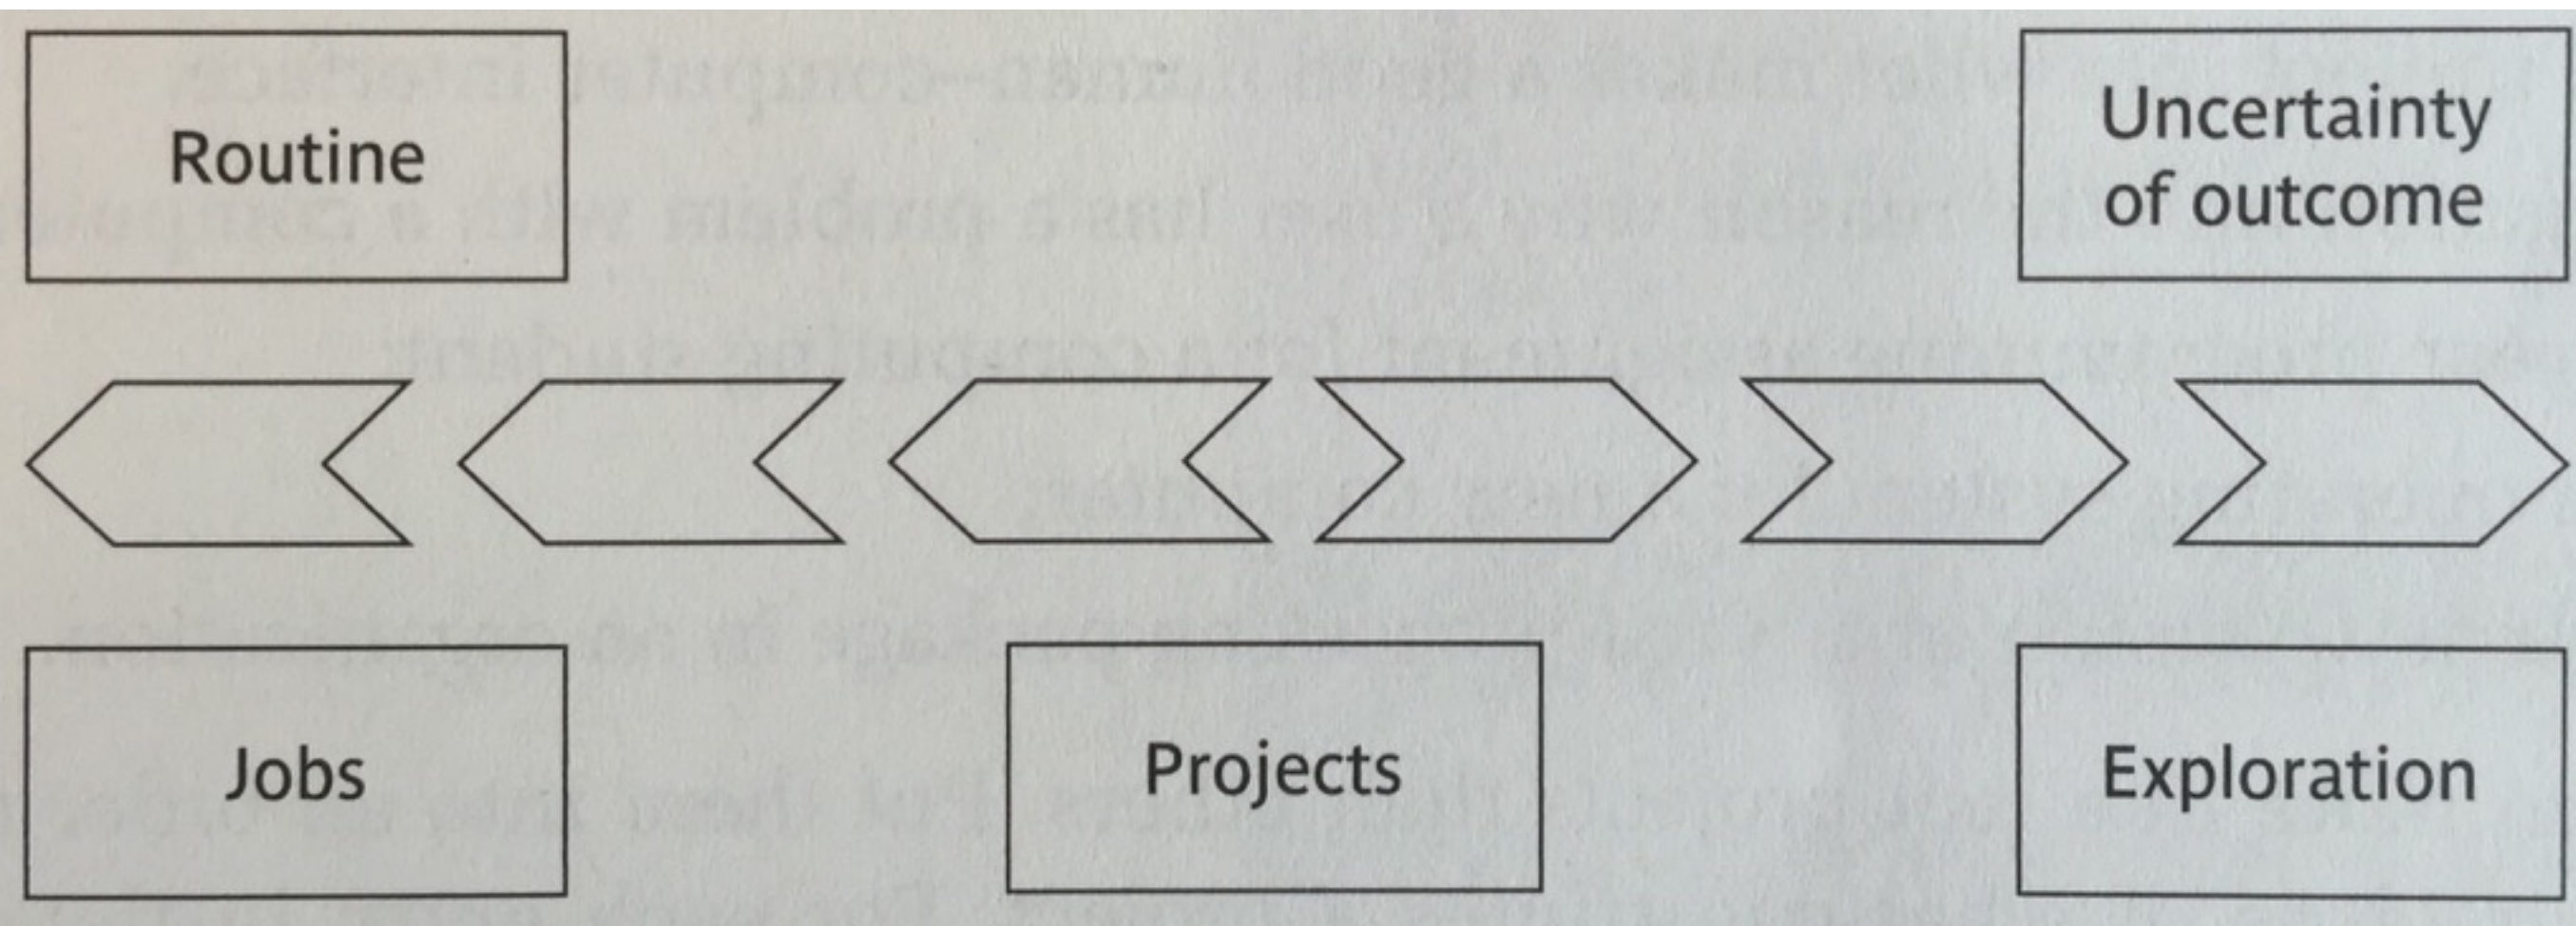 Routine
Uncertainty
of outcome
Jobs
Projects
Exploration